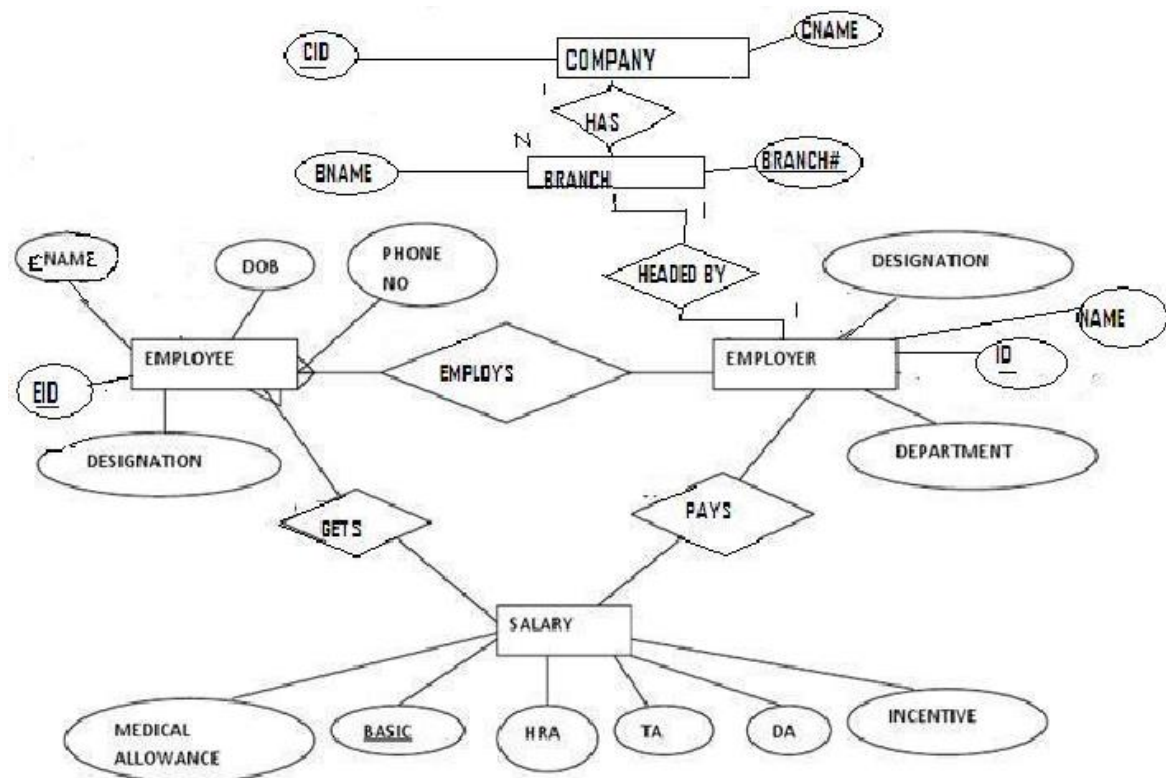 CID
COMPANY
CNAME
1
HAS
N
BNAME
BRANCH
BRANCH#
1
ENAME
DOB
PHONE
NO
HEADED BY
DESIGNATION
1
NAME
EMPLOYEE
EMPLOYS
EMPLOYER
ID
EID
DESIGNATION
DEPARTMENT
GETS
PAYS
SALARY
MEDICAL
ALLOWANCE
BASIC
HRA
TA
DA
INCENTIVE